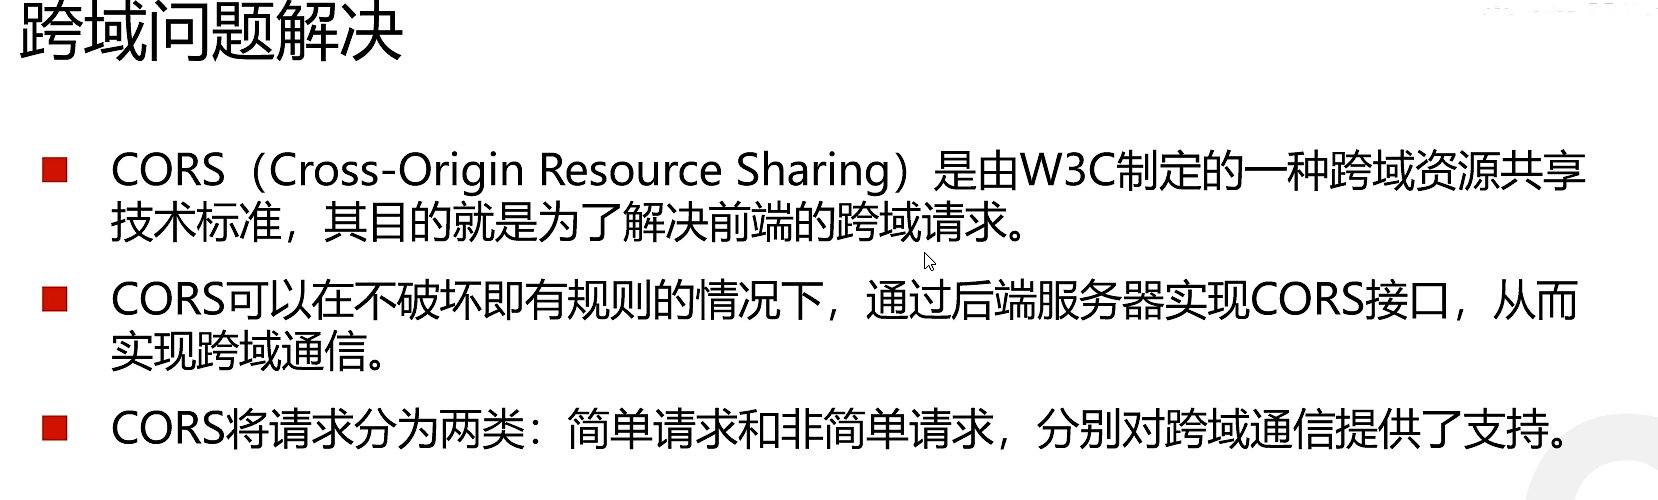 跨域问题解决
CORS（Cross-Origin Resource Sharing）是由W3C制定的一种跨域资源共享
技术标准，其目的就是为了解决前端的跨域请求。
CORS可以在不破坏即有规则的情况下，通过后端服务器实现CORS接口，从而
实现跨域通信。
CORS将请求分为两类：简单请求和非简单请求，分别对跨域通信提供了支持。